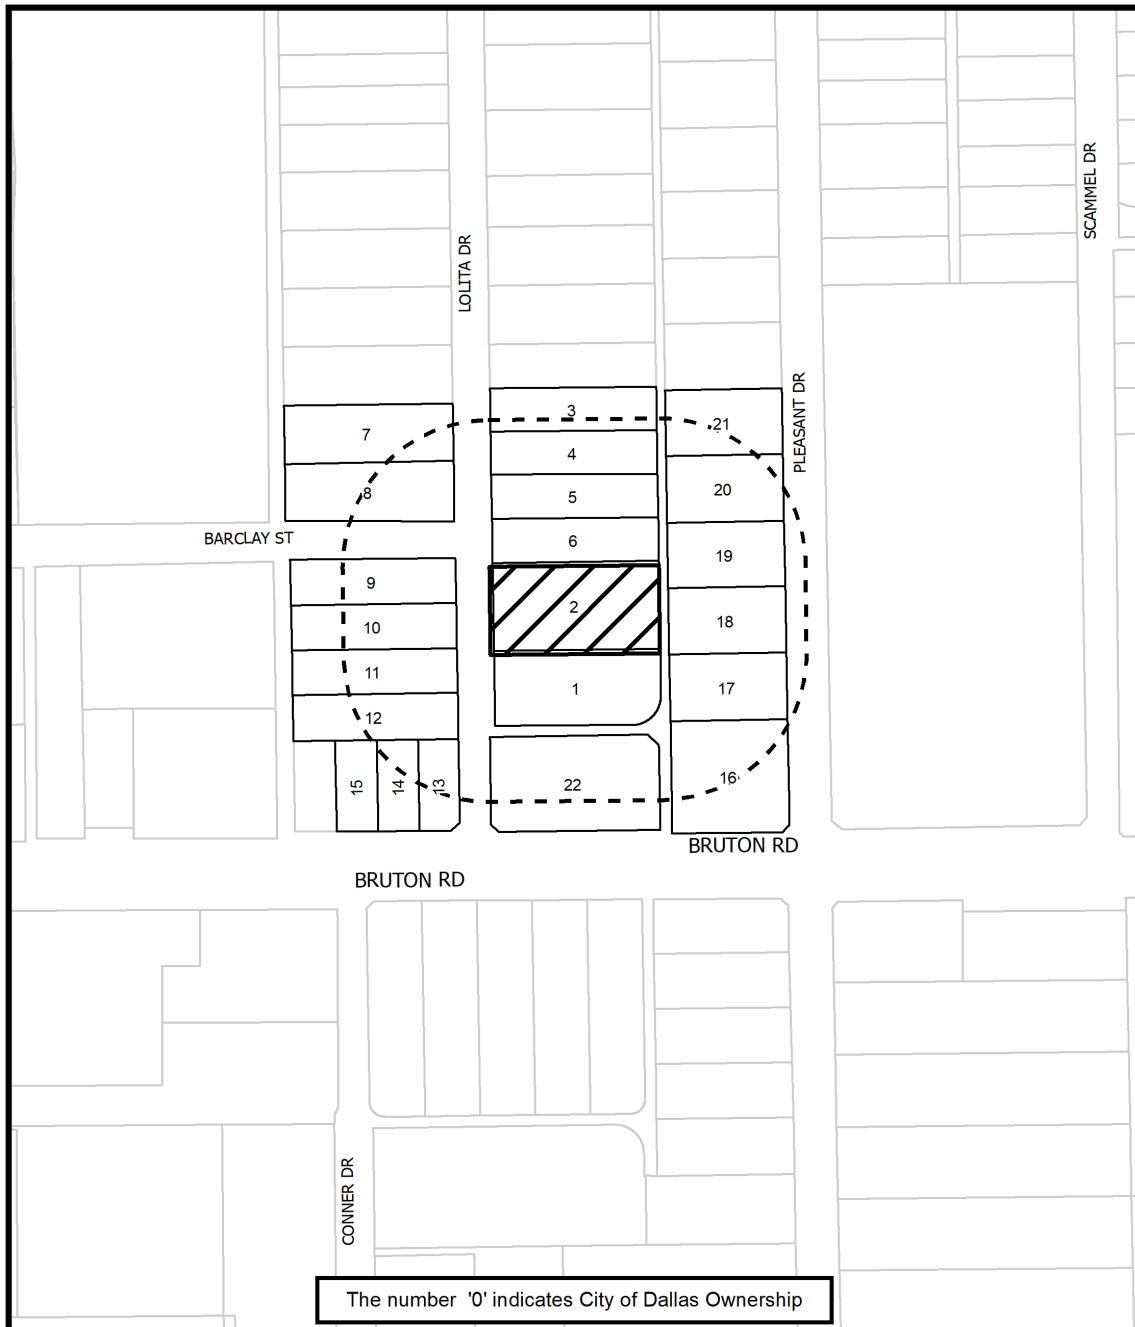 SCAMMEL DR
LOLITA DR
PLEASANT DR
3
21
7
4
8
20
5
BARCLAY ST
6
19
9
2
10
18
11
1
17
12
16
15
14
13
22
BRUTON RD
BRUTON RD
CONNER DR
The number '0' indicates City of Dallas Ownership